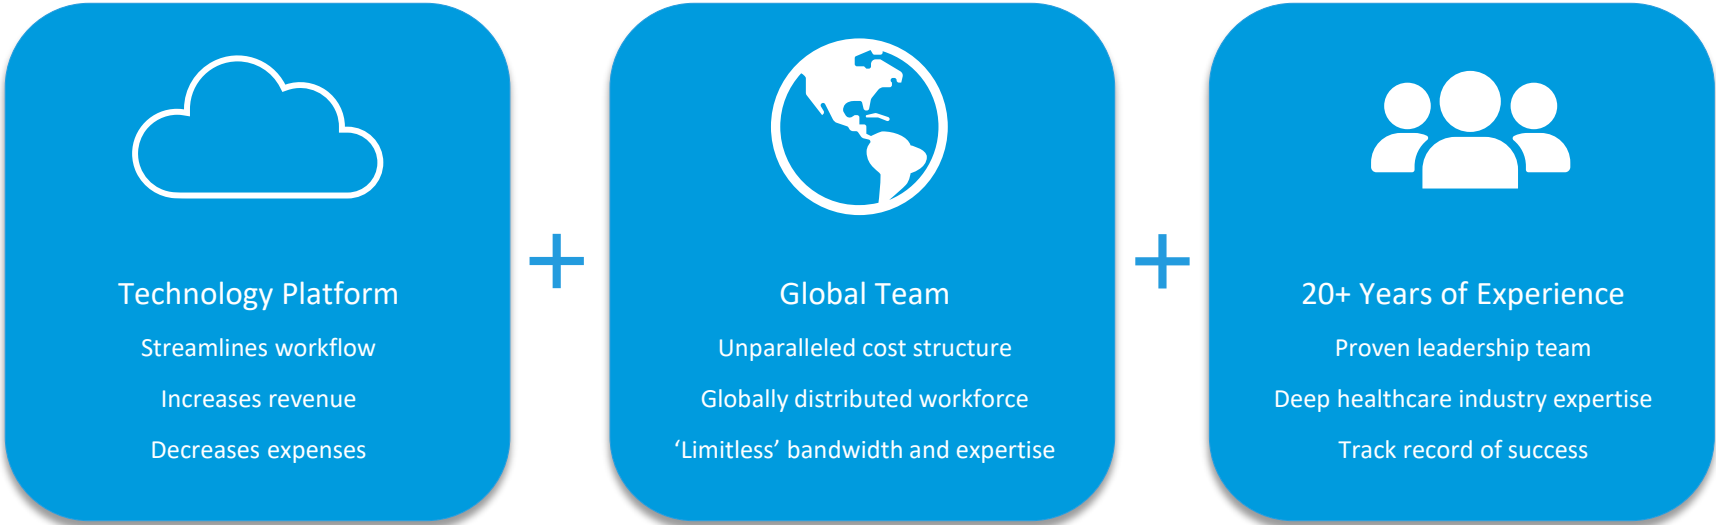 Technology Platform
Streamlines workflow
Increases revenue
Decreases expenses
+
Global Team
Unparalleled cost structure
Globally distributed workforce
‘Limitless’ bandwidth and expertise
+
20+ Years of Experience
Proven leadership team
Deep healthcare industry expertise
Track record of success